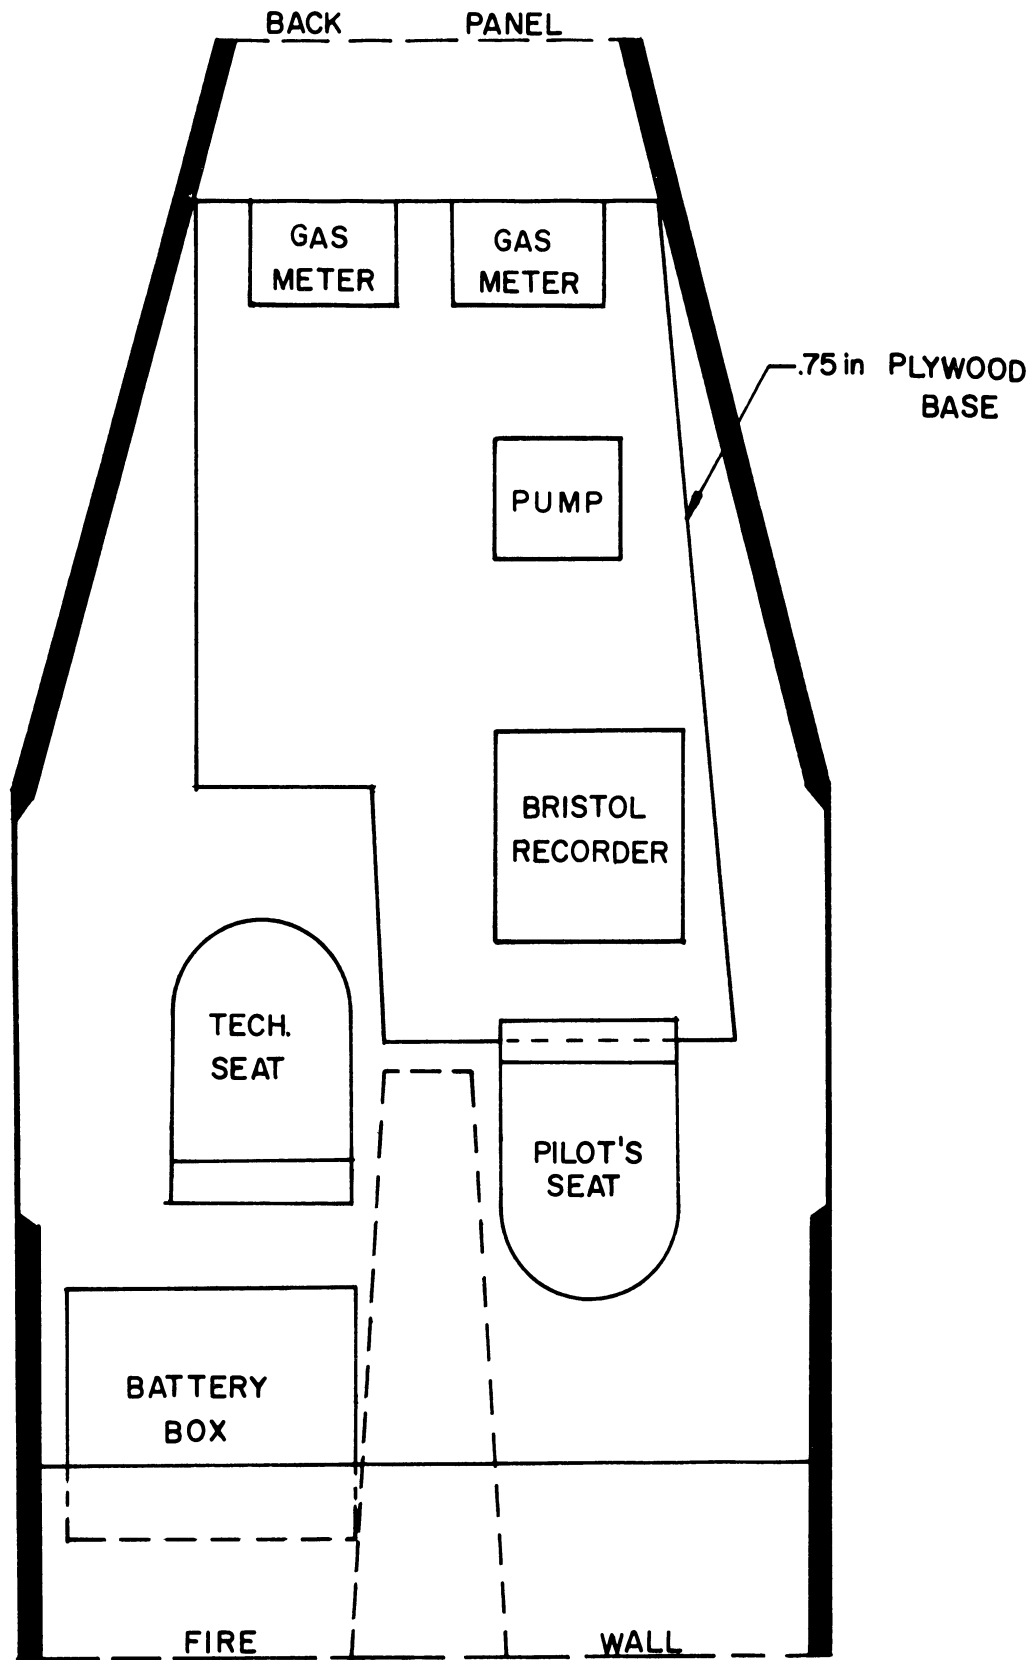 BACK PANEL
GAS
METER
GAS
METER
.75 in PLYWOOD
BASE
PUMP
BRISTOL
RECORDER
TECH.
SEAT
PILOT'S
SEAT
BATTERY
BOX
FIRE WALL